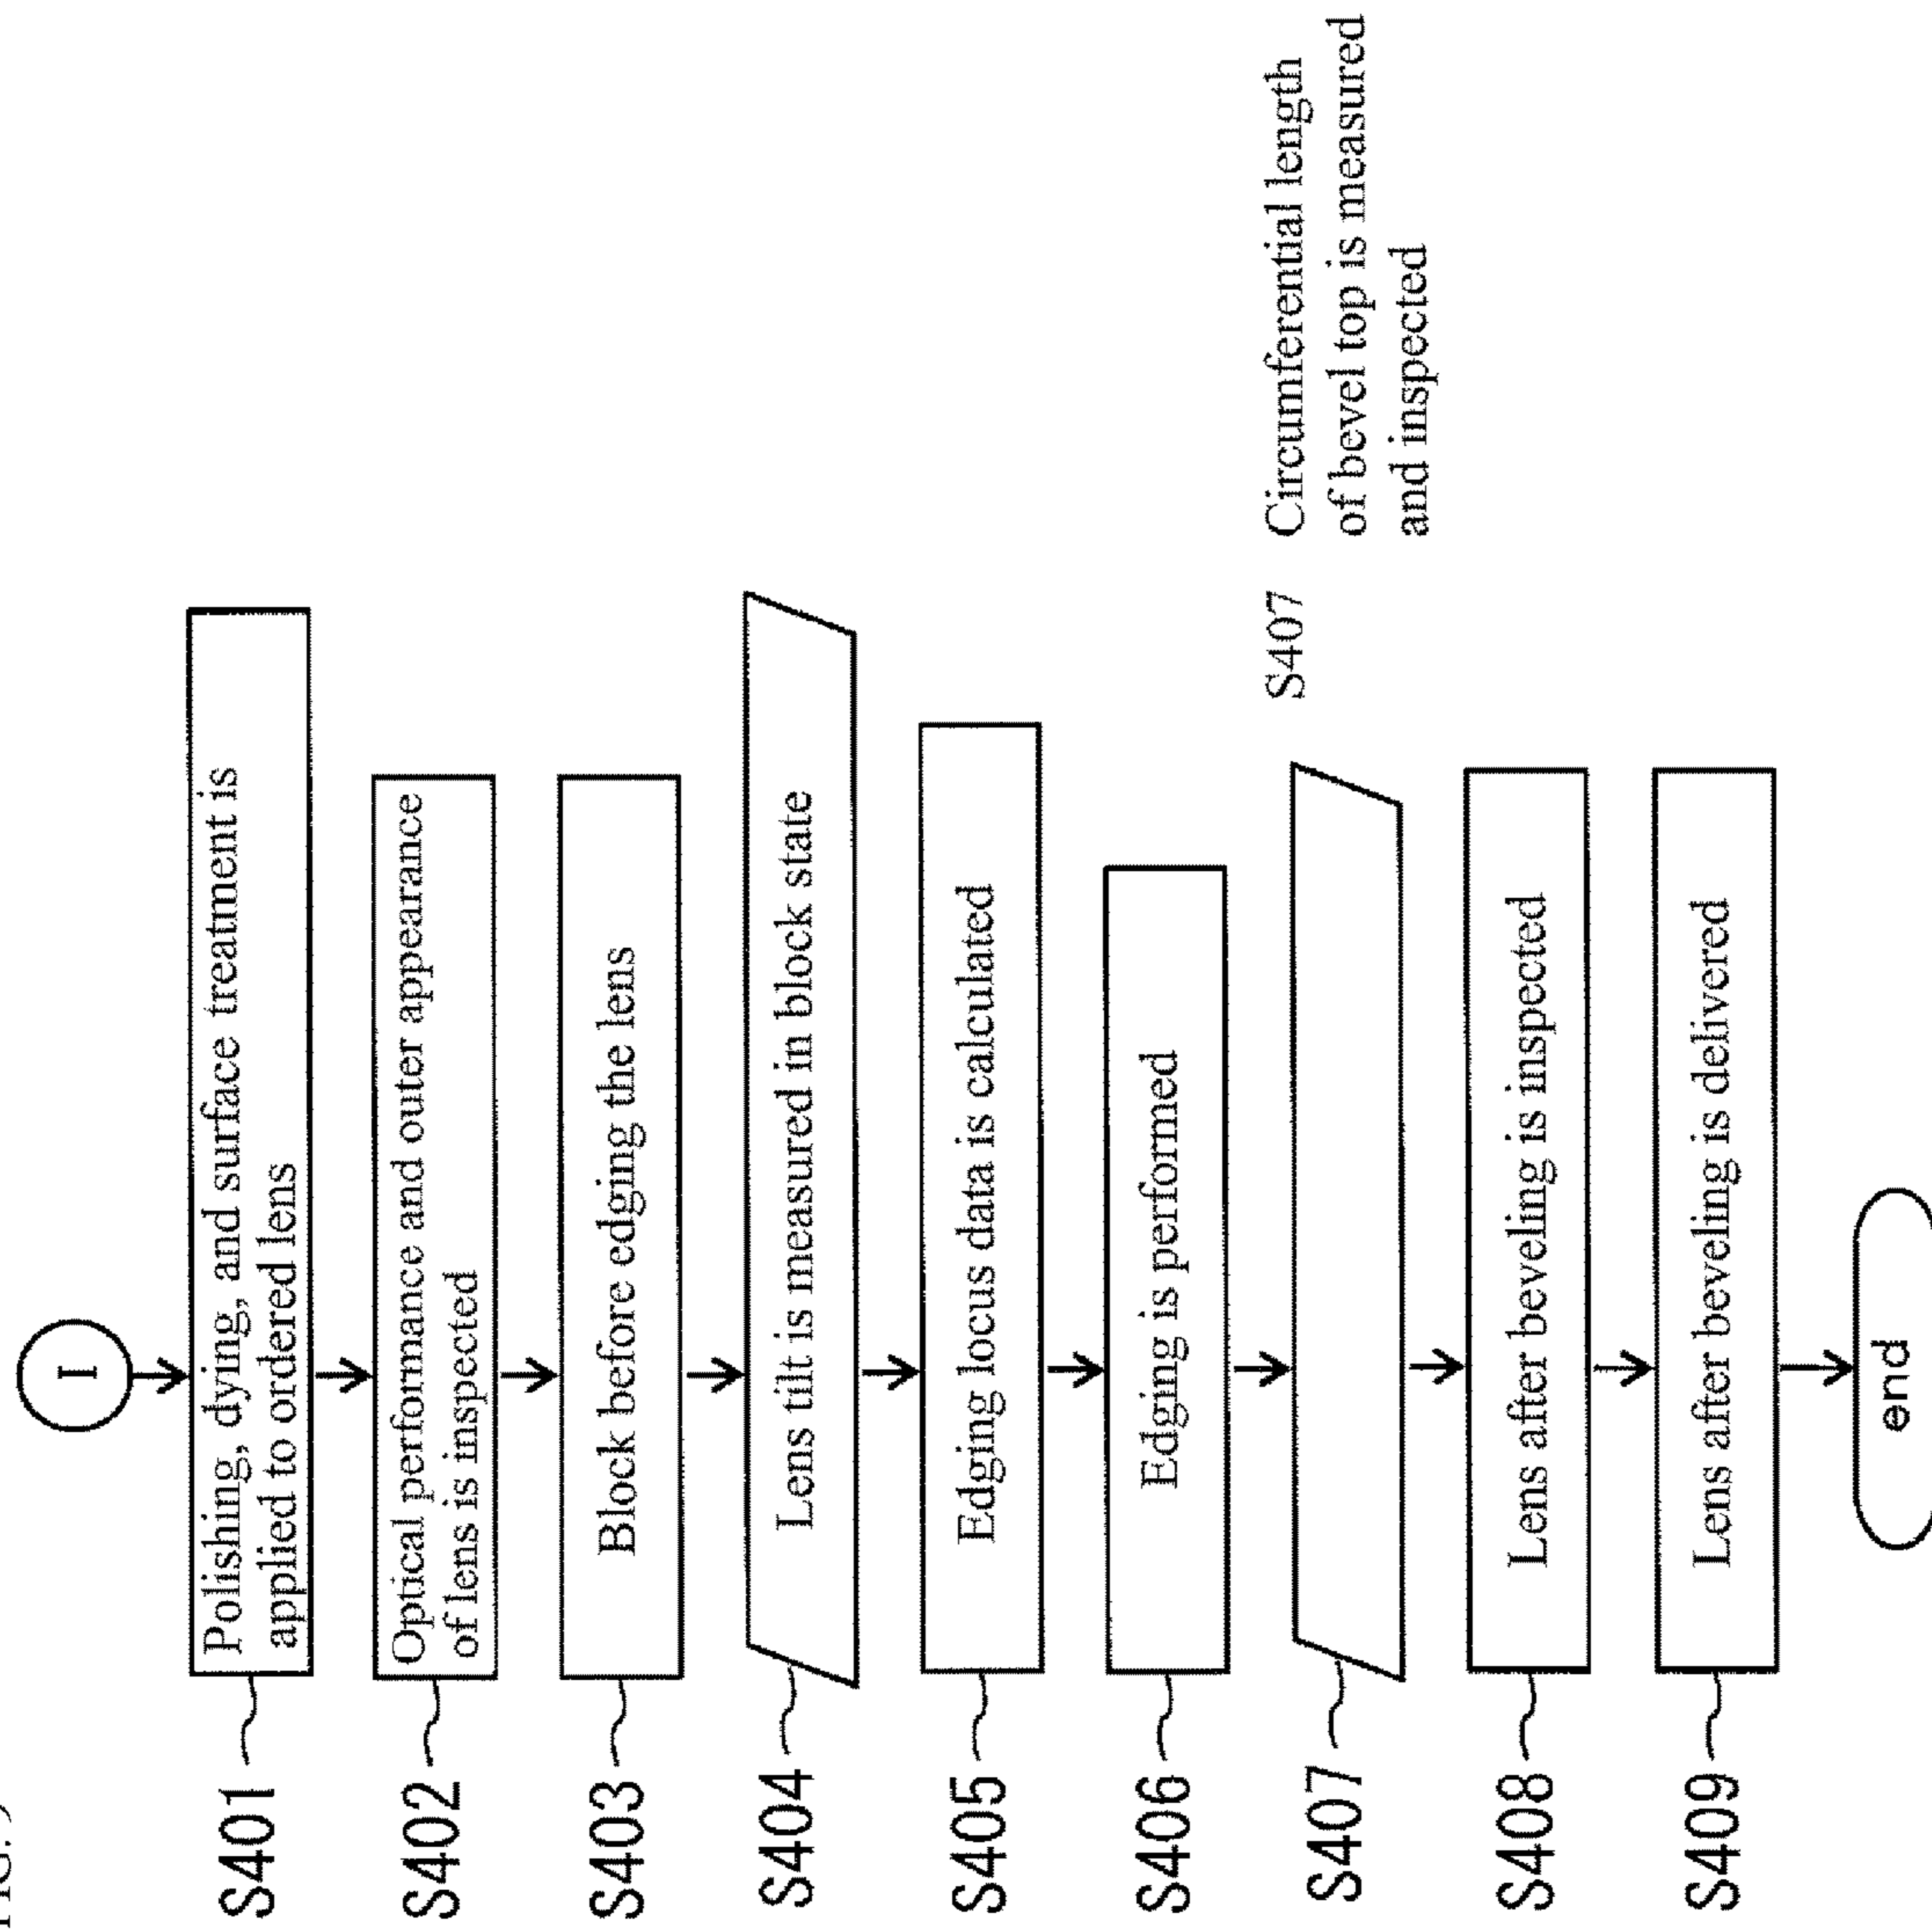 1
S401
Polishing, dying, and surface treatment is
applied to ordered lens
S402
Optical performance and outer appearance
of lens is inspected
S403
Block before edging the lens
S404
Lens tilt is measured in block state
S405
Edging locus data is calculated
S406
Edging is performed
S407
S407 Circumferential length
of bevel top is measured
and inspected
S408
Lens after beveling is inspected
S409
Lens after beveling is delivered
end